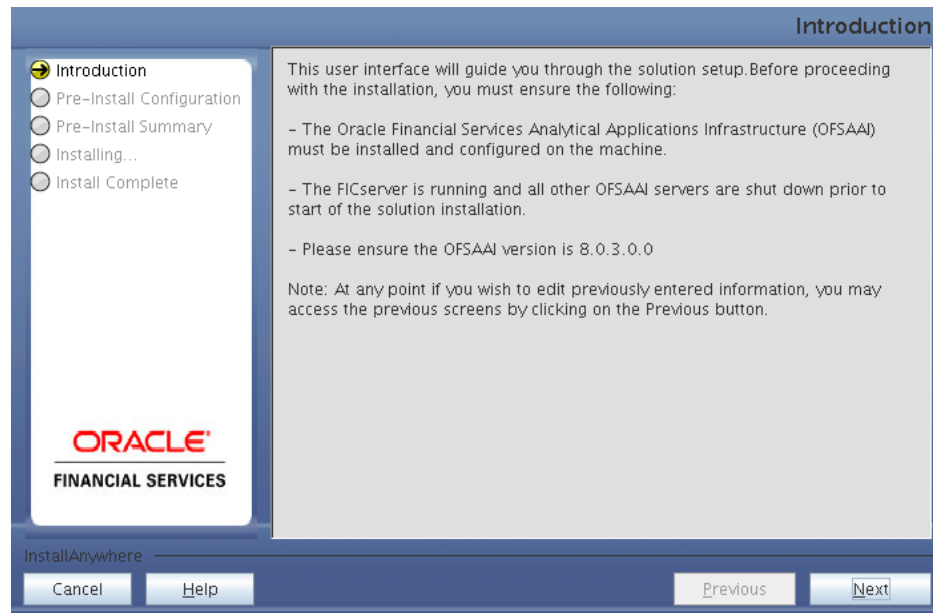 Introduction
Introduction
Pre-Install Configuration
Pre-Install Summary
Installing...
Install Complete
This user interface will guide you through the solution setup.Before proceeding
with the installation, you must ensure the following:
- The Oracle Financial Services Analytical Applications Infrastructure (OFSAAI)
must be installed and configured on the machine.
- The FICserver is running and all other OFSAAI servers are shut down prior to
start of the solution installation.
- Please ensure the OFSAAI version is 8.0.3.0.0
Note: At any point if you wish to edit previously entered information, you may
access the previous screens by clicking on the Previous button.
ORACLE'
FINANCIAL SERVICES
InstallAnywhere
Cancel
Help
Previous
Next